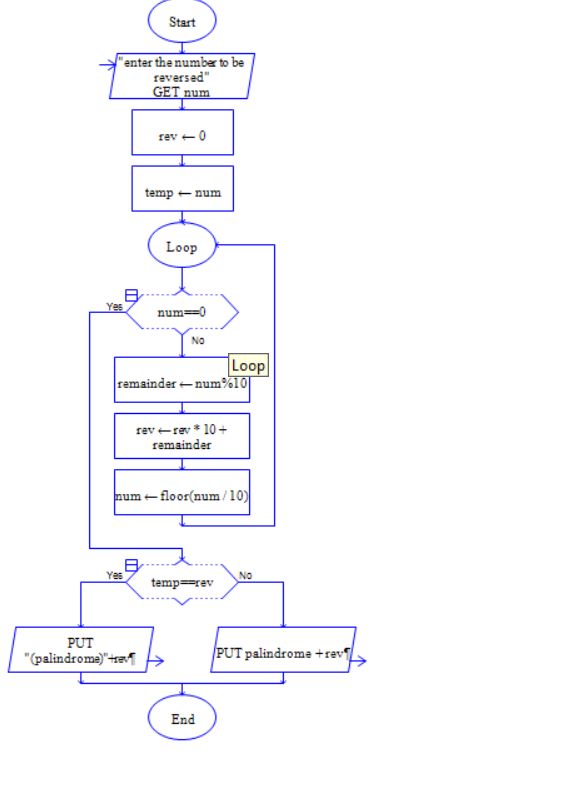 Start
"enter the number to be
reversed"
GET num
rev ← 0
temp ← num
Loop
Yes
num==0
No
Loop
remainder ← num%10
rev ← rev * 10 +
remainder
num ← floor(num / 10)
Yes
temp==rev
No
PUT
"(palindrome)"+rev¶
PUT palindrome + rev¶
End